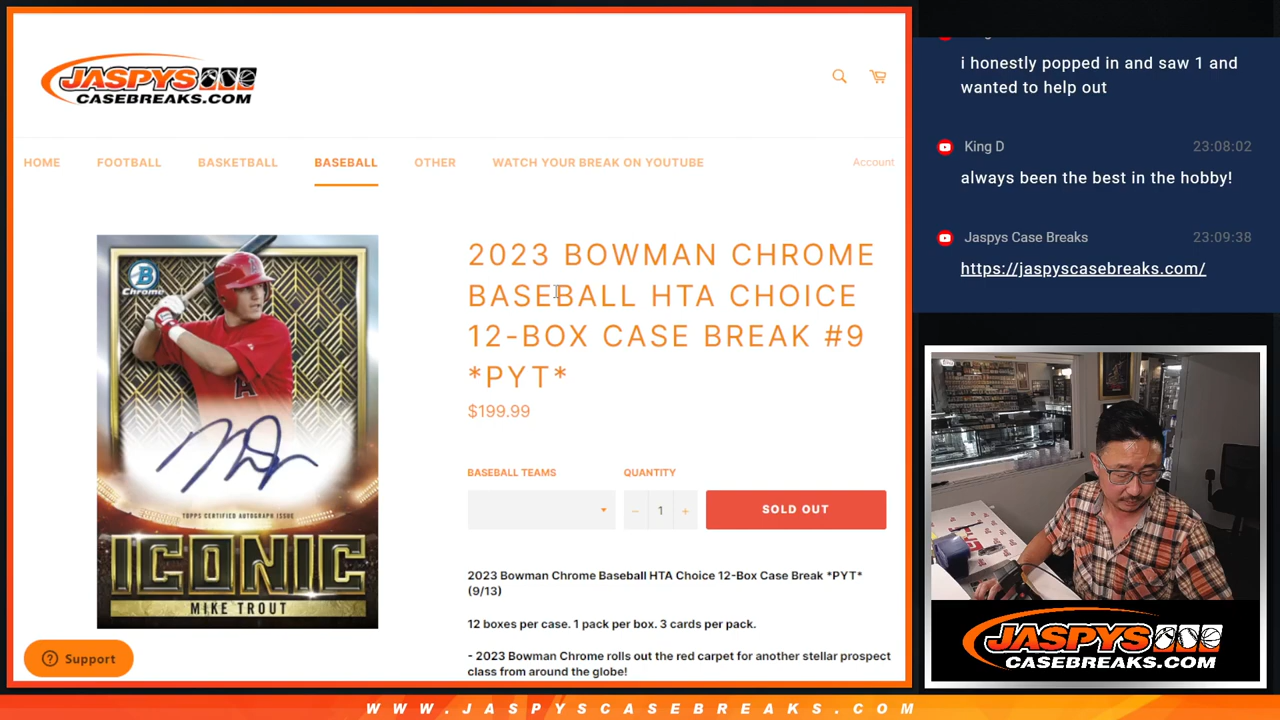 JASPYS
CASEBREAKS.COM
HOME
FOOTBALL
BASKETBALL
BASEBALL
OTHER
WATCH YOUR BREAK ON YOUTUBE
Account
B
Chrome
TOPPS CERTIFIED AUTOGRAPH ISSUE
ICONIC
MIKE TROUT
2023 BOWMAN CHROME
BASEBALL HTA CHOICE
12-BOX CASE BREAK #9
*PYT*
$199.99
BASEBALL TEAMS
QUANTITY
− 1 +
SOLD OUT
2023 Bowman Chrome Baseball HTA Choice 12-Box Case Break *PYT*
(9/13)
12 boxes per case. 1 pack per box. 3 cards per pack.
- 2023 Bowman Chrome rolls out the red carpet for another stellar prospect
class from around the globe!
? Support
i honestly popped in and saw 1 and
wanted to help out
King D 23:08:02
always been the best in the hobby!
Jaspys Case Breaks 23:09:38
https://jaspyscasebreaks.com/
JASPYS
CASEBREAKS.COM
WWW.JASPYSCASEBREAKS.COM